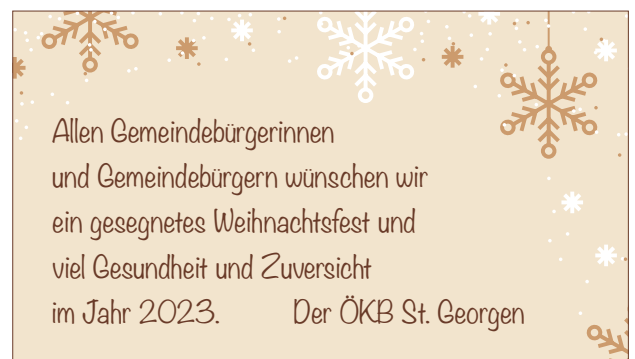 Allen Gemeindebürgerinnen
und Gemeindebürgern wünschen wir
ein gesegnetes Weihnachtsfest und
viel Gesundheit und Zuversicht
im Jahr 2023. Der ÖKB St. Georgen